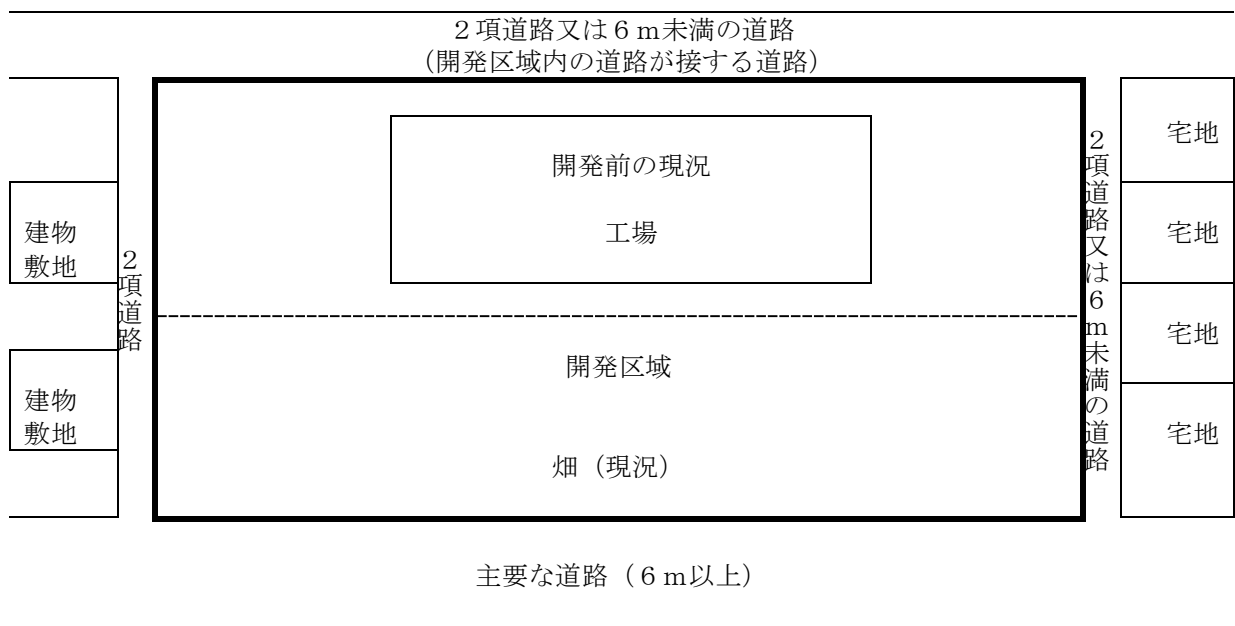 ２項道路又は６ｍ未満の道路
（開発区域内の道路が接する道路）
開発前の現況
工場
開発区域
畑（現況）
建物
敷地
建物
敷地
２項道路
２項道路又は６ｍ未満の道路
宅地
宅地
宅地
宅地
主要な道路（６ｍ以上）